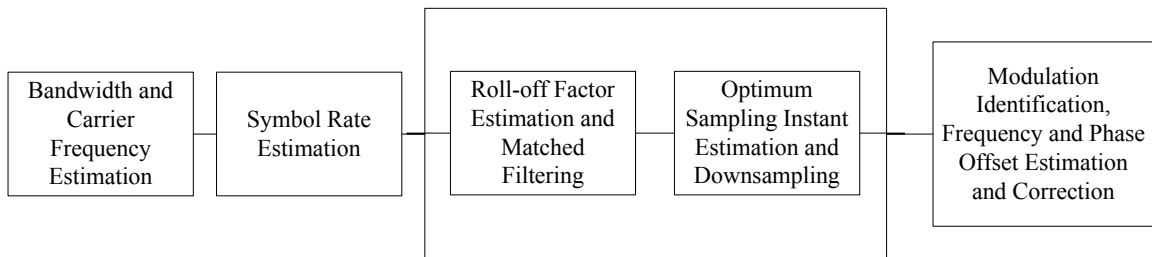 Bandwidth and
Carrier
Frequency
Estimation
Symbol Rate
Estimation
Roll-off Factor
Estimation and
Matched
Filtering
Optimum
Sampling Instant
Estimation and
Downsampling
Modulation
Identification,
Frequency and Phase
Offset Estimation
and Correction